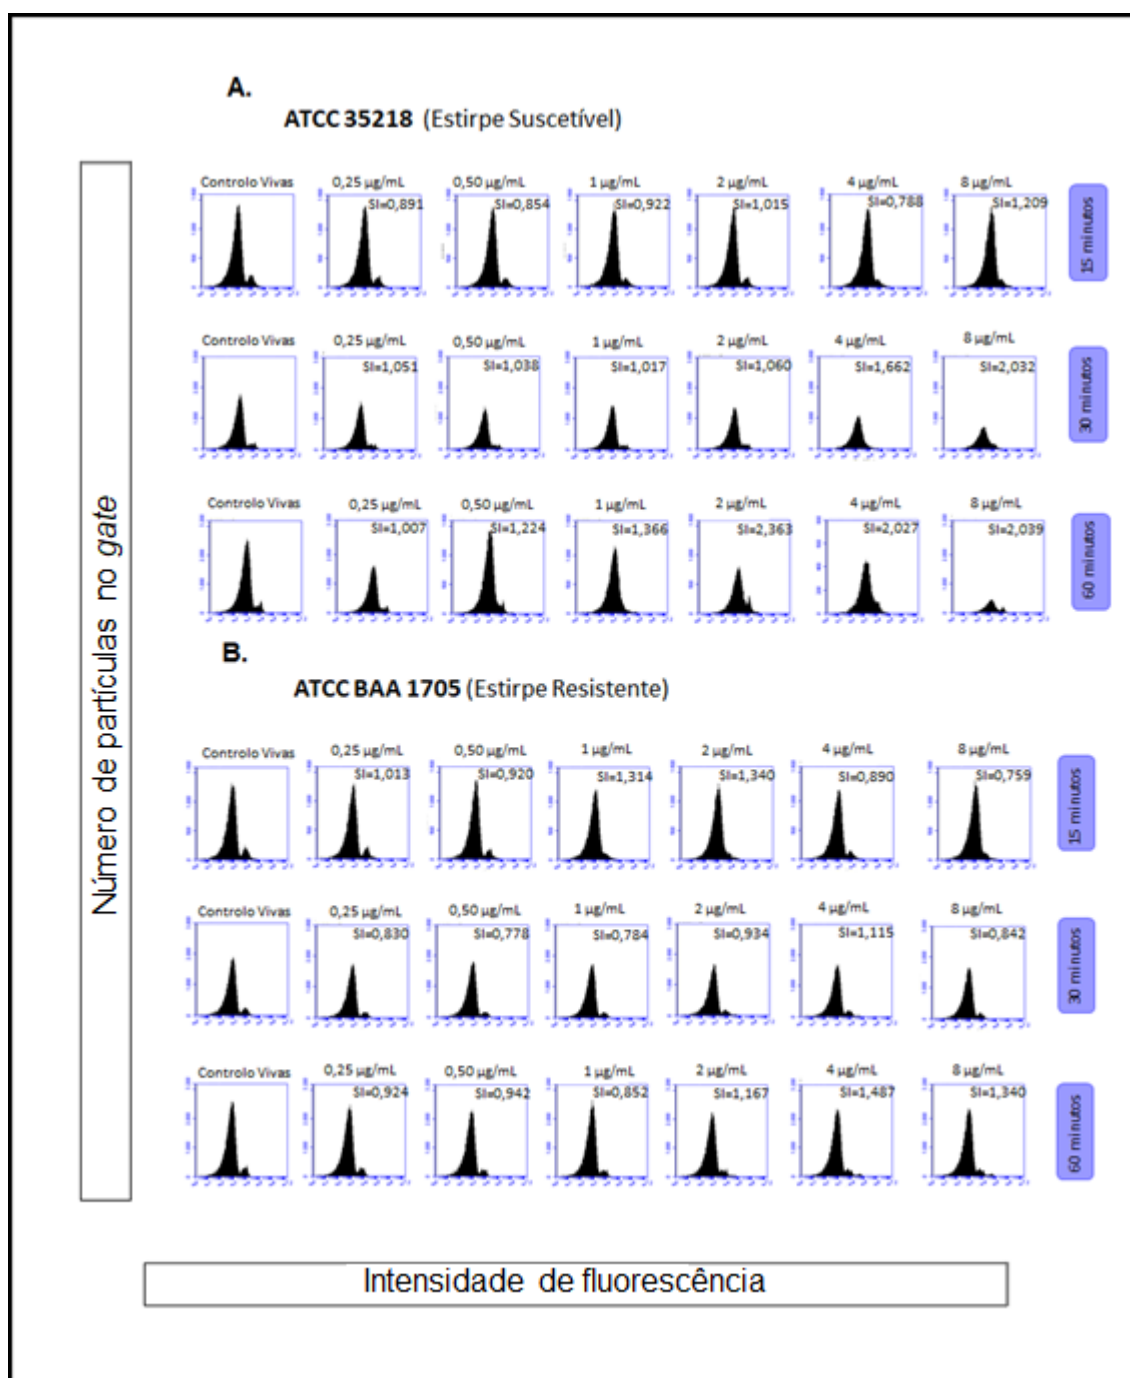 A.
ATCC 35218 (Estirpe Suscetível)
Controlo Vivas 0,25 µg/mL 0,50 µg/mL 1 µg/mL 2 µg/mL 4 µg/mL 8 µg/mL
SI=0,891 SI=0,854 SI=0,922 SI=1,015 SI=0,788 SI=1,209
15 minutos
Controlo Vivas 0,25 µg/mL 0,50 µg/mL 1 µg/mL 2 µg/mL 4 µg/mL 8 µg/mL
SI=1,051 SI=1,038 SI=1,017 SI=1,060 SI=1,662 SI=2,032
30 minutos
Controlo Vivas 0,25 µg/mL 0,50 µg/mL 1 µg/mL 2 µg/mL 4 µg/mL 8 µg/mL
SI=1,007 SI=1,224 SI=1,366 SI=2,363 SI=2,027 SI=2,039
60 minutos
B.
ATCC BAA 1705 (Estirpe Resistente)
Controlo Vivas 0,25 µg/mL 0,50 µg/mL 1 µg/mL 2 µg/mL 4 µg/mL 8 µg/mL
SI=1,013 SI=0,920 SI=1,314 SI=1,340 SI=0,890 SI=0,759
15 minutos
Controlo Vivas 0,25 µg/mL 0,50 µg/mL 1 µg/mL 2 µg/mL 4 µg/mL 8 µg/mL
SI=0,830 SI=0,778 SI=0,784 SI=0,934 SI=1,115 SI=0,842
30 minutos
Controlo Vivas 0,25 µg/mL 0,50 µg/mL 1 µg/mL 2 µg/mL 4 µg/mL 8 µg/mL
SI=0,924 SI=0,942 SI=0,852 SI=1,167 SI=1,487 SI=1,340
60 minutos
Número de partículas no gate
Intensidade de fluorescência